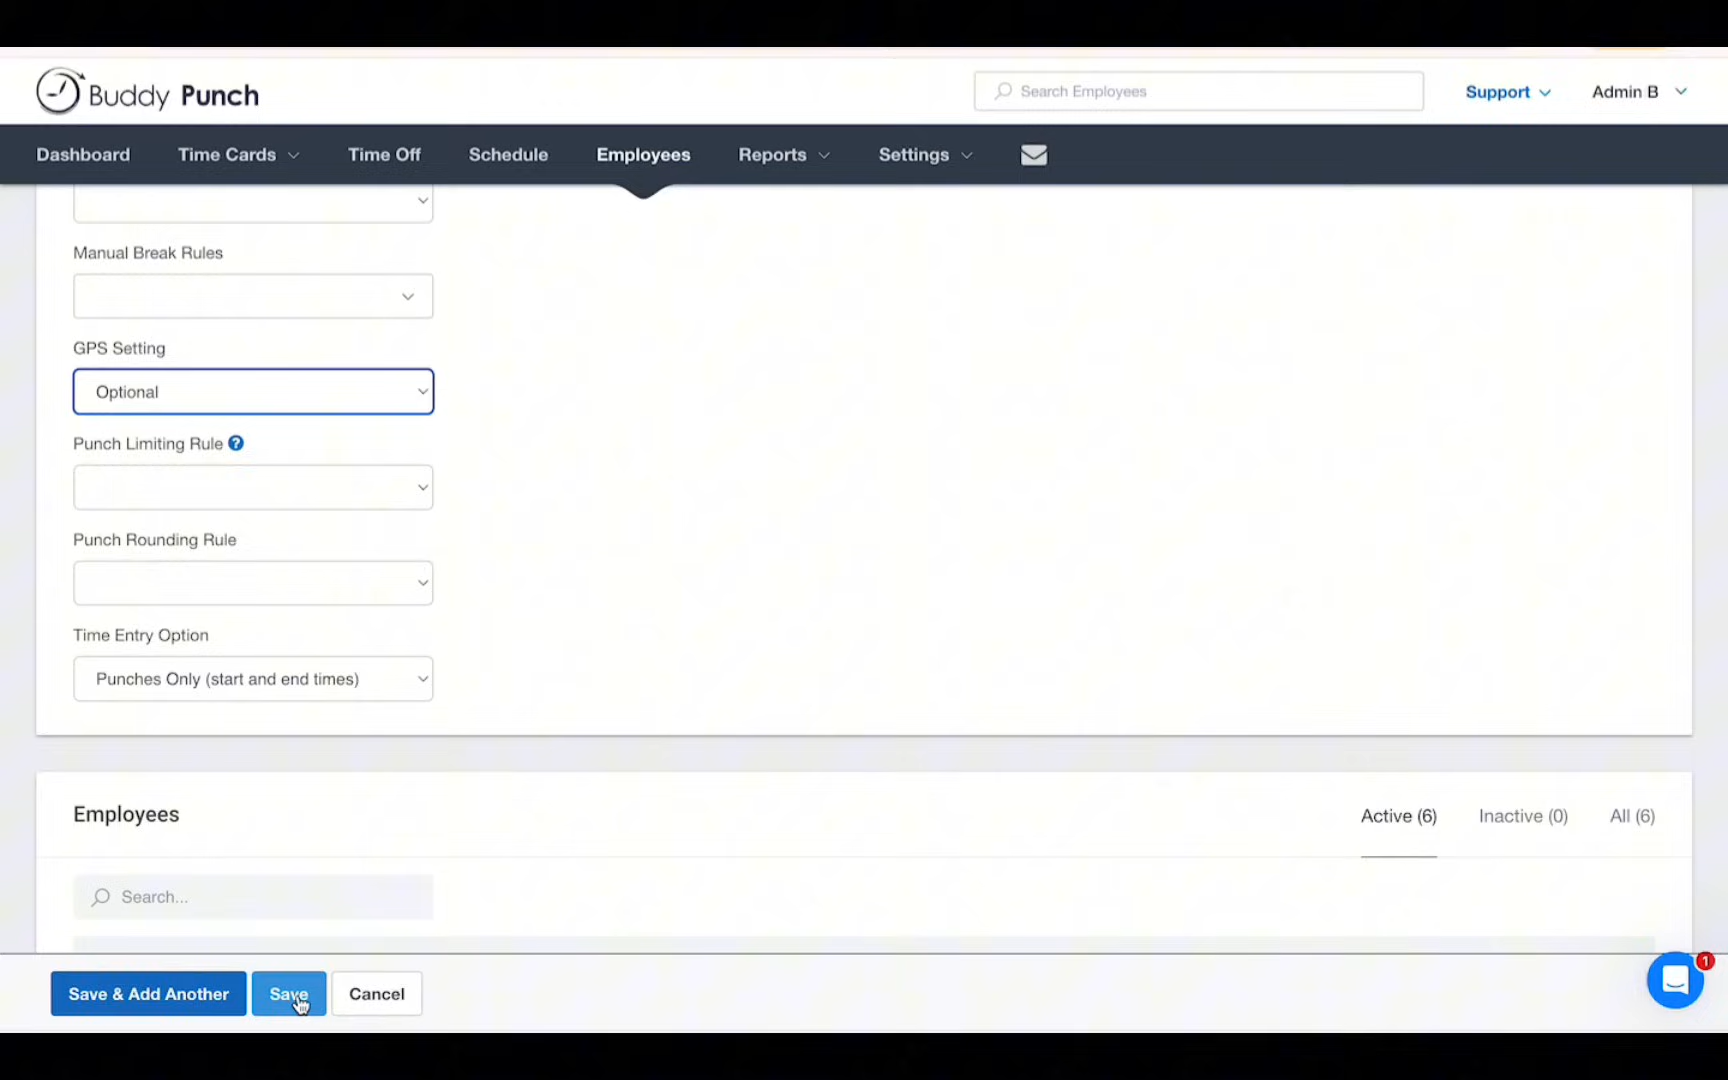 Buddy Punch
Search Employees
Support
Admin B
Dashboard
Time Cards
Time Off
Schedule
Employees
Reports
Settings
Manual Break Rules
GPS Setting
Optional
Punch Limiting Rule ?
Punch Rounding Rule
Time Entry Option
Punches Only (start and end times)
Employees
Active (6)
Inactive (0)
All (6)
Search...
Save & Add Another
Save
Cancel
1